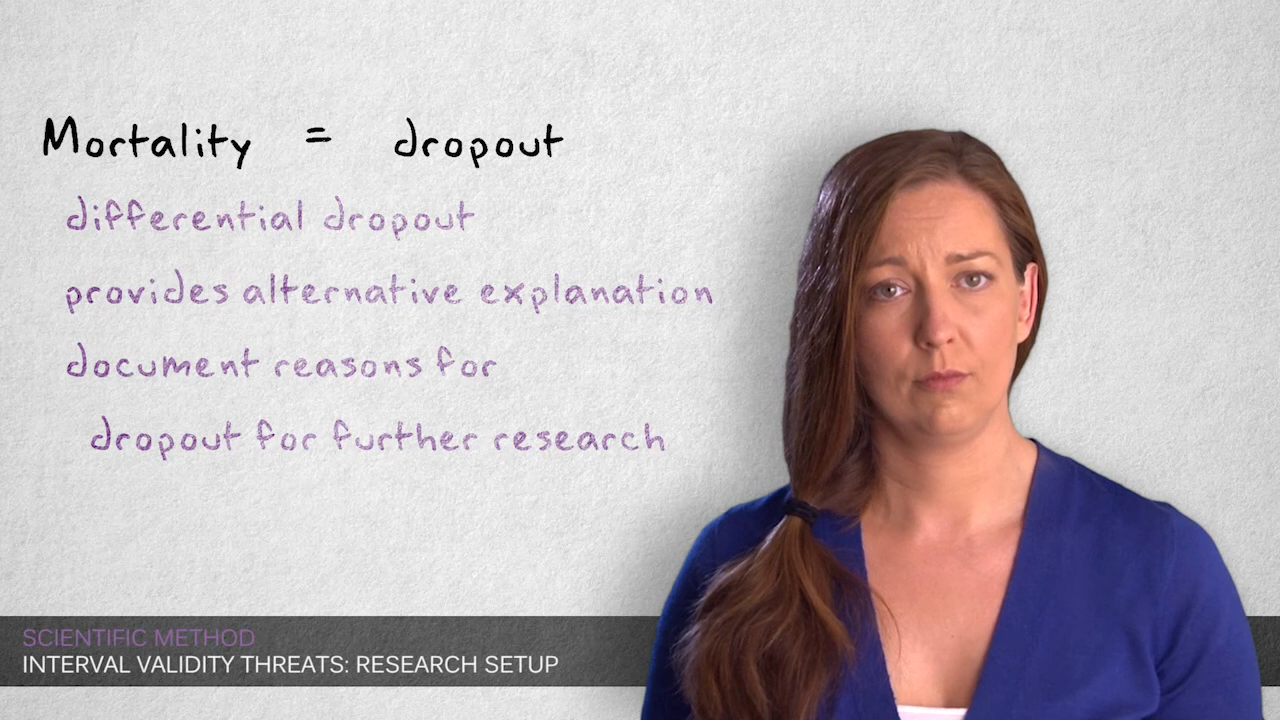 Mortality = dropout
differential dropout
provides alternative explanation
document reasons for
dropout for further research
SCIENTIFIC METHOD
INTERVAL VALIDITY THREATS: RESEARCH SETUP